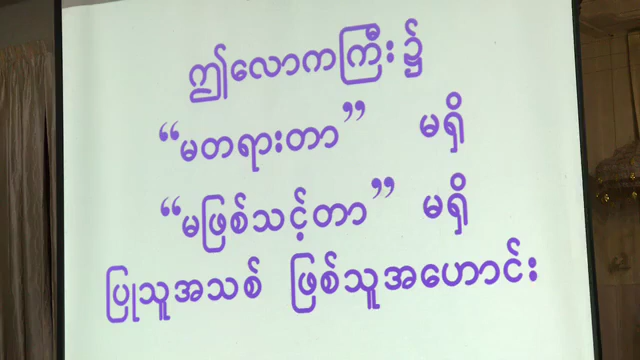 ဤလောကကြီး၌
“မတရားတာ” မရှိ
“မဖြစ်သင့်တာ” မရှိ
ပြုသူအသစ် ဖြစ်သူအဟောင်း